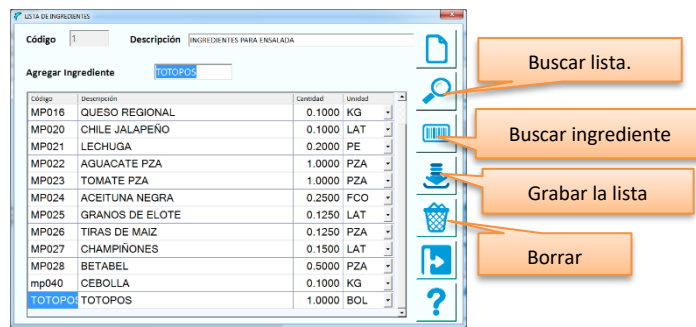 LISTA DE INGREDIENTES
Código 1 Descripción INGREDIENTES PARA ENSALADA
Agregar Ingrediente TOTOPOS
Código Descripción Cantidad Unidad
MP016 QUESO REGIONAL 0.1000 KG
MP020 CHILE JALAPEÑO 0.1000 LAT
MP021 LECHUGA 0.2000 PE
MP022 AGUACATE PZA 1.0000 PZA
MP023 TOMATE PZA 1.0000 PZA
MP024 ACEITUNA NEGRA 0.2500 FCO
MP025 GRANOS DE ELOTE 0.1250 LAT
MP026 TIRAS DE MAIZ 0.1250 PZA
MP027 CHAMPIÑONES 0.1500 LAT
MP028 BETABEL 0.5000 PZA
mp040 CEBOLLA 0.1000 KG
TOTOPOS TOTOPOS 1.0000 BOL
Buscar lista.
Buscar ingrediente
Grabar la lista
Borrar
?